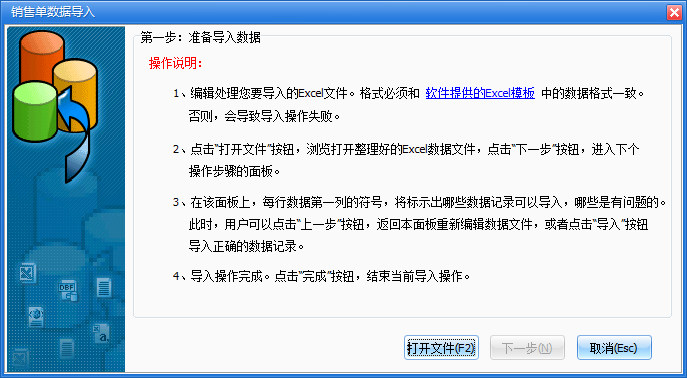 销售单数据导入
第一步：准备导入数据
操作说明：
1、编辑处理您要导入的Excel文件。格式必须和 软件提供的Excel模板 中的数据格式一致。
否则，会导致导入操作失败。
2、点击“打开文件”按钮，浏览打开整理好的Excel数据文件，点击“下一步”按钮，进入下个
操作步骤的面板。
3、在该面板上，每行数据第一列的符号，将标示出哪些数据记录可以导入，哪些是有问题的。
此时，用户可以点击“上一步”按钮，返回本面板重新编辑数据文件，或者点击“导入”按钮
导入正确的数据记录。
4、导入操作完成。点击“完成”按钮，结束当前导入操作。
DBF
a.
打开文件(F2)
下一步(N)
取消(Esc)